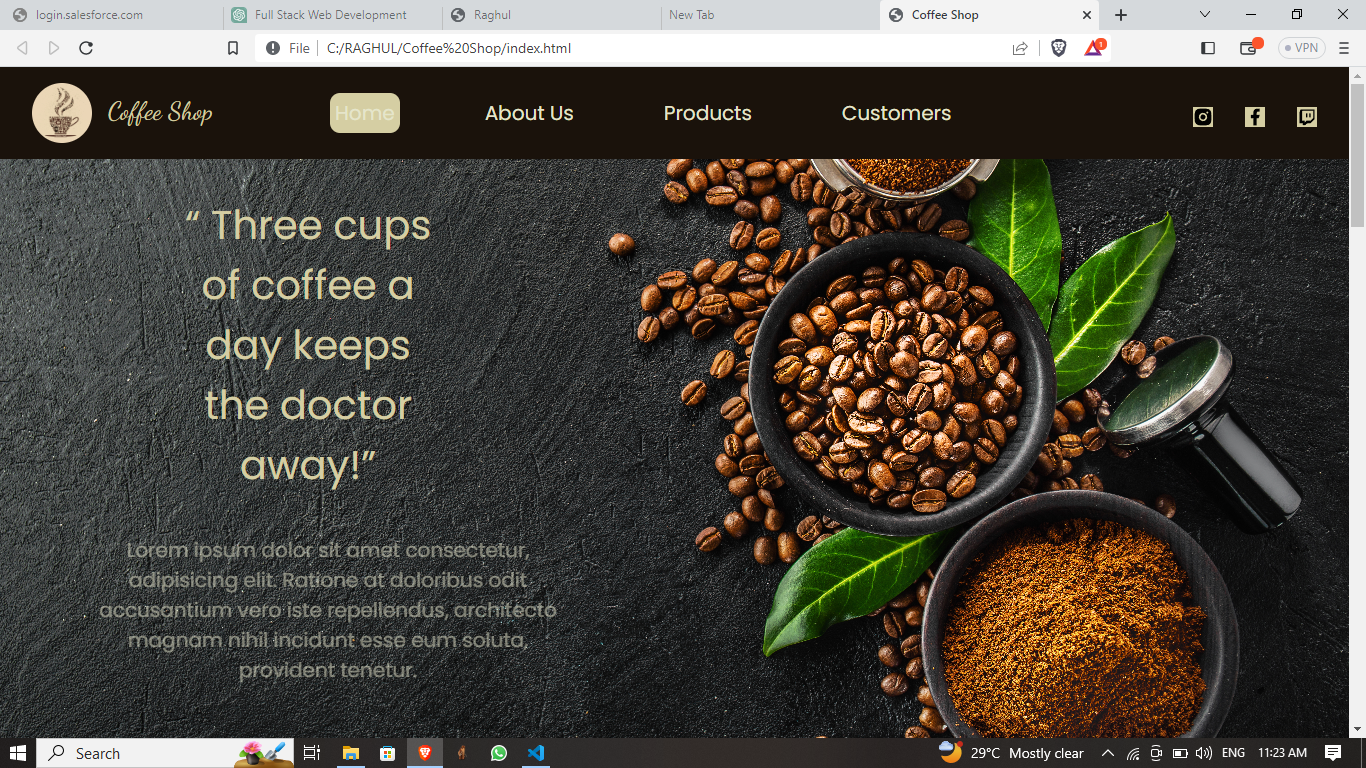 login.salesforce.com
Full Stack Web Development
Raghul
New Tab
Coffee Shop
File
C:/RAGHUL/Coffee%20Shop/index.html
1
VPN
Coffee Shop
Home
About Us
Products
Customers
“ Three cups
of coffee a
day keeps
the doctor
away!”
Lorem ipsum dolor sit amet consectetur,
adipisicing elit. Ratione at doloribus odit
accusantium vero iste repellendus, architecto
magnam nihil incidunt esse eum soluta,
provident tenetur.
Search
29°C Mostly clear
ENG
11:23 AM